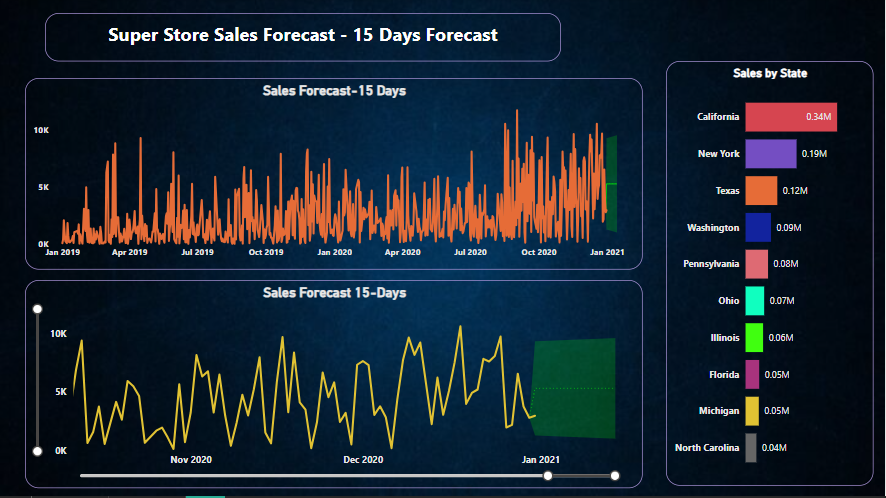 Super Store Sales Forecast - 15 Days Forecast
Sales Forecast-15 Days
10K
5K
0K
Jan 2019 Apr 2019 Jul 2019 Oct 2019 Jan 2020 Apr 2020 Jul 2020 Oct 2020 Jan 2021
Sales Forecast 15-Days
10K
5K
0K
Nov 2020 Dec 2020 Jan 2021
Sales by State
California 0.34M
New York 0.19M
Texas 0.12M
Washington 0.09M
Pennsylvania 0.08M
Ohio 0.07M
Illinois 0.06M
Florida 0.05M
Michigan 0.05M
North Carolina 0.04M